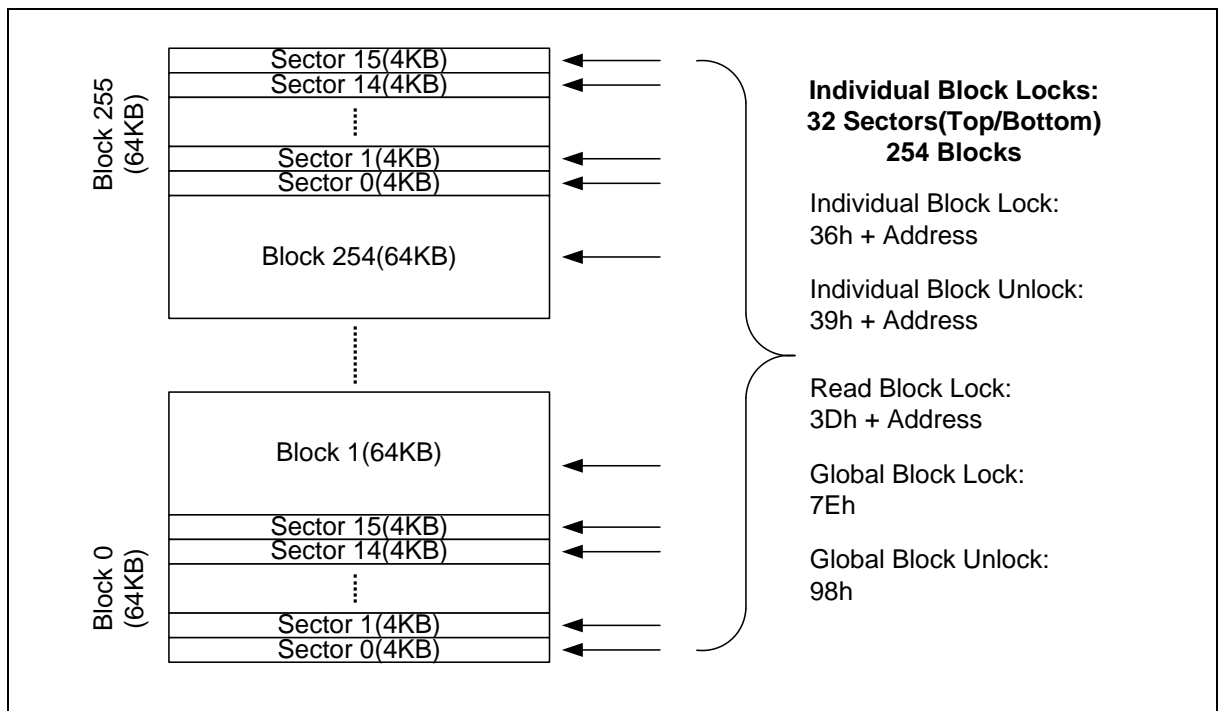 Block 255
(64KB)
Sector 15(4KB)
Sector 14(4KB)
Sector 1(4KB)
Sector 0(4KB)
Block 254(64KB)
Block 1(64KB)
Block 0
(64KB)
Sector 15(4KB)
Sector 14(4KB)
Sector 1(4KB)
Sector 0(4KB)
Individual Block Locks:
32 Sectors(Top/Bottom)
254 Blocks
Individual Block Lock:
36h + Address
Individual Block Unlock:
39h + Address
Read Block Lock:
3Dh + Address
Global Block Lock:
7Eh
Global Block Unlock:
98h